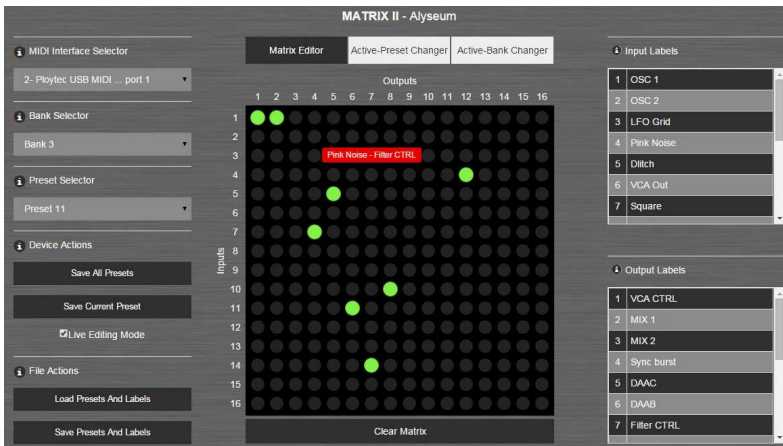 MATRIX II - Alyseum
MIDI Interface Selector
2- Ploytec USB MIDI ... port 1
Bank Selector
Bank 3
Preset Selector
Preset 11
Device Actions
Save All Presets
Save Current Preset
Live Editing Mode
File Actions
Load Presets And Labels
Save Presets And Labels
Matrix Editor
Active-Preset Changer
Active-Bank Changer
Outputs
1 2 3 4 5 6 7 8 9 10 11 12 13 14 15 16
Inputs
1
2
3
4
5
6
7
8
9
10
11
12
13
14
15
16
Pink Noise - Filter CTRL
Clear Matrix
Input Labels
1 OSC 1
2 OSC 2
3 LFO Grid
4 Pink Noise
5 Dlitch
6 VCA Out
7 Square
Output Labels
1 VCA CTRL
2 MIX 1
3 MIX 2
4 Sync burst
5 DAAC
6 DAAB
7 Filter CTRL